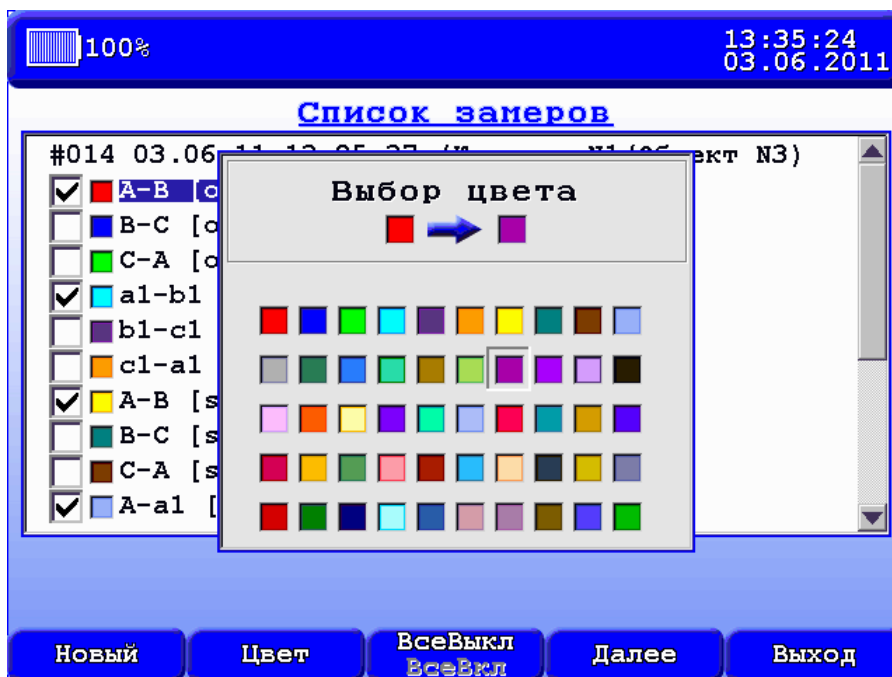 100%
13:35:24
03.06.2011
Список замеров
#014 03.06 ект N3)
A-B [o
B-C [o
C-A [o
a1-b1
b1-c1
c1-a1
A-B [s
B-C [s
C-A [s
A-a1 [
Выбор цвета
Новый
Цвет
ВсеВыкл
ВсеВкл
Далее
Выход